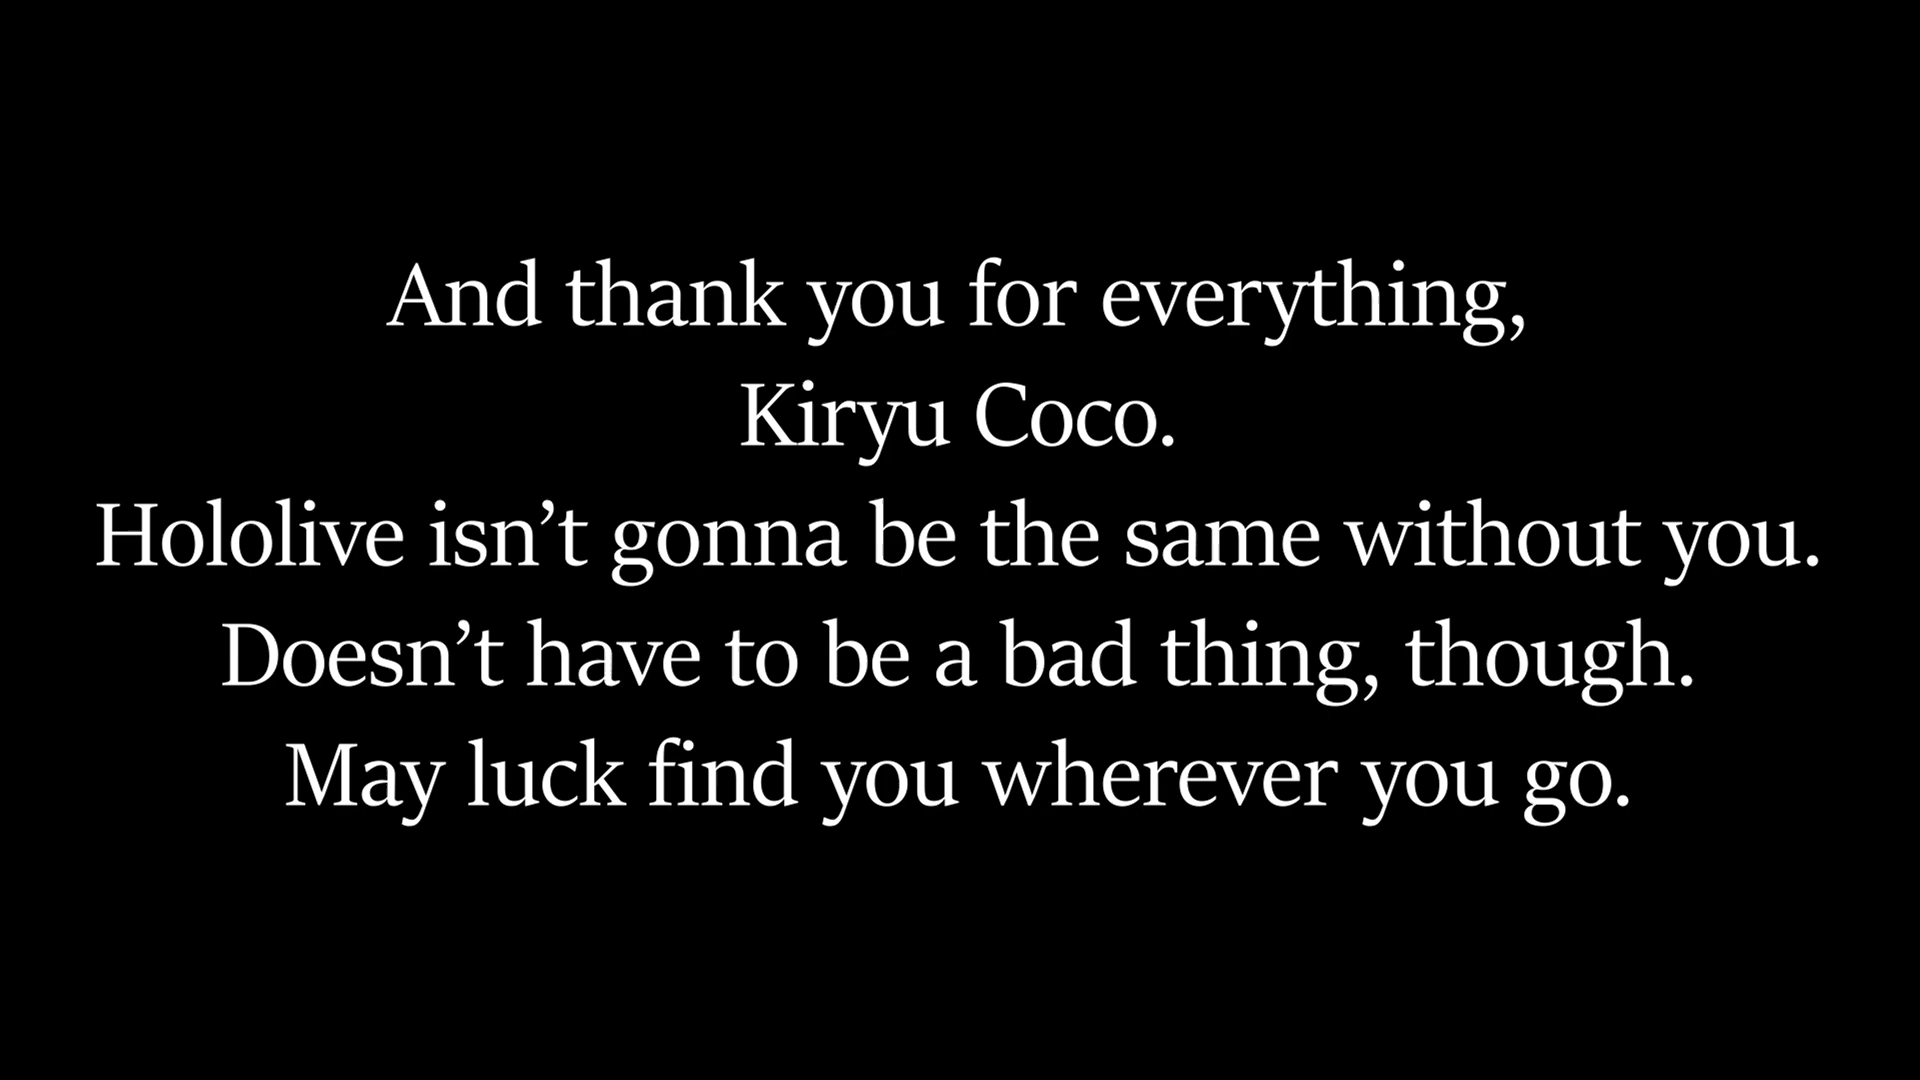 And thank you for everything,
Kiryu Coco.
Hololive isn’t gonna be the same without you.
Doesn’t have to be a bad thing, though.
May luck find you wherever you go.